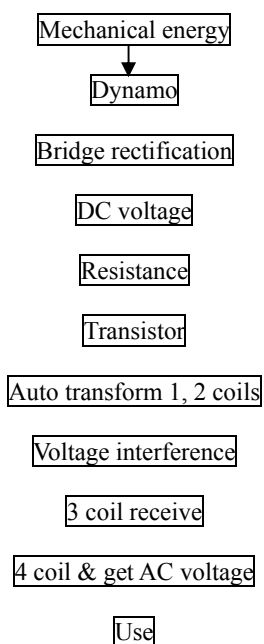 Mechanical energy
Dynamo
Bridge rectification
DC voltage
Resistance
Transistor
Auto transform 1, 2 coils
Voltage interference
3 coil receive
4 coil & get AC voltage
Use